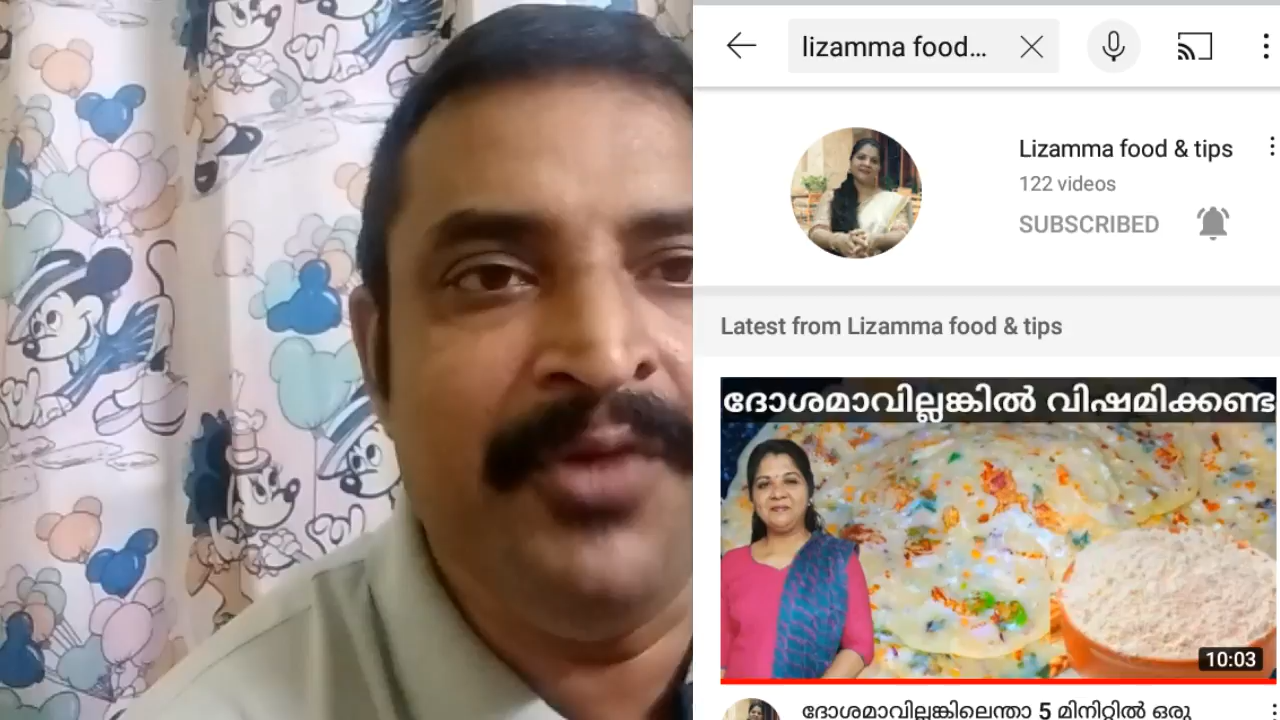 lizamma food...
Lizamma food & tips
122 videos
SUBSCRIBED
Latest from Lizamma food & tips
ദോശമാവില്ലങ്കിൽ വിഷമിക്കണ്ട
10:03
ദോശമാവില്ലങ്കിലെന്താ 5 മിനിറ്റിൽ ഒരു